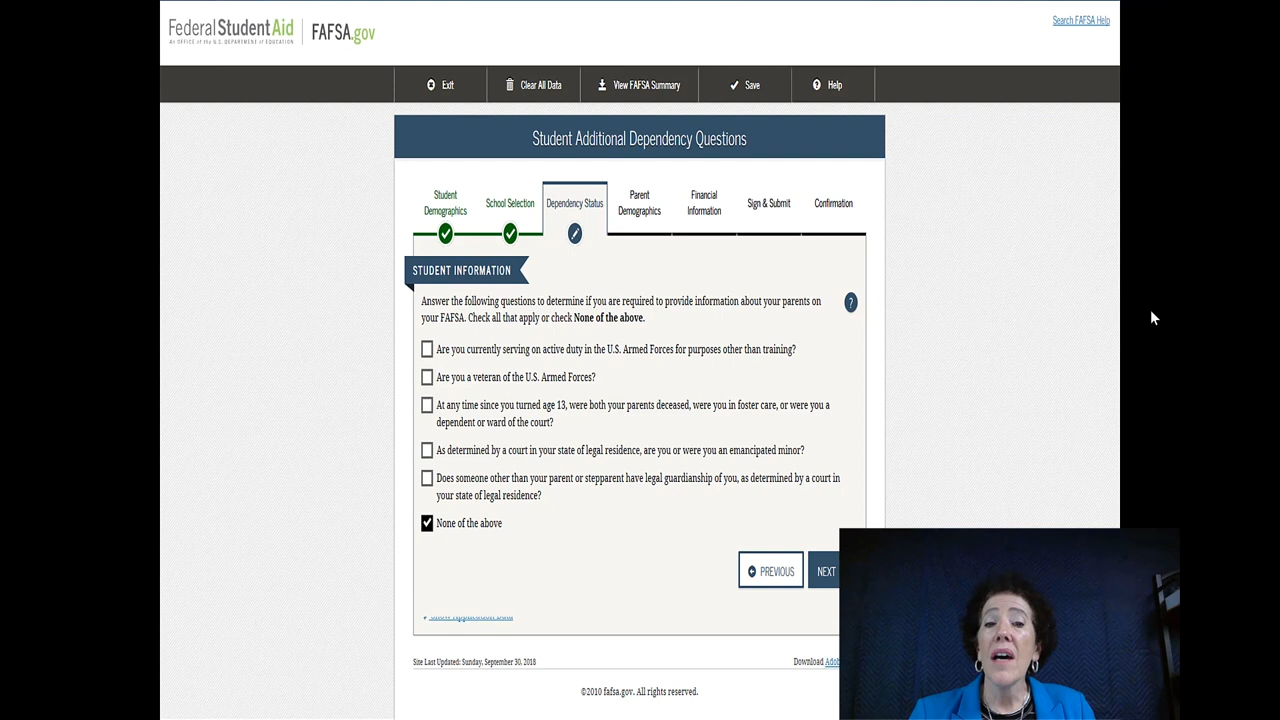 Federal Student Aid
An OFFICE of the U.S. DEPARTMENT of EDUCATION
FAFSA.gov
Search FAFSA Help
Exit
Clear All Data
View FAFSA Summary
Save
? Help
Student Additional Dependency Questions
Student Demographics
School Selection
Dependency Status
Parent Demographics
Financial Information
Sign & Submit
Confirmation
STUDENT INFORMATION
Answer the following questions to determine if you are required to provide information about your parents on
your FAFSA. Check all that apply or check None of the above.
?
Are you currently serving on active duty in the U.S. Armed Forces for purposes other than training?
Are you a veteran of the U.S. Armed Forces?
At any time since you turned age 13, were both your parents deceased, were you in foster care, or were you a
dependent or ward of the court?
As determined by a court in your state of legal residence, are you or were you an emancipated minor?
Does someone other than your parent or stepparent have legal guardianship of you, as determined by a court in
your state of legal residence?
None of the above
PREVIOUS
NEXT
Site Last Updated: Sunday, September 30, 2018
Download Adob
©2010 fafsa.gov. All rights reserved.